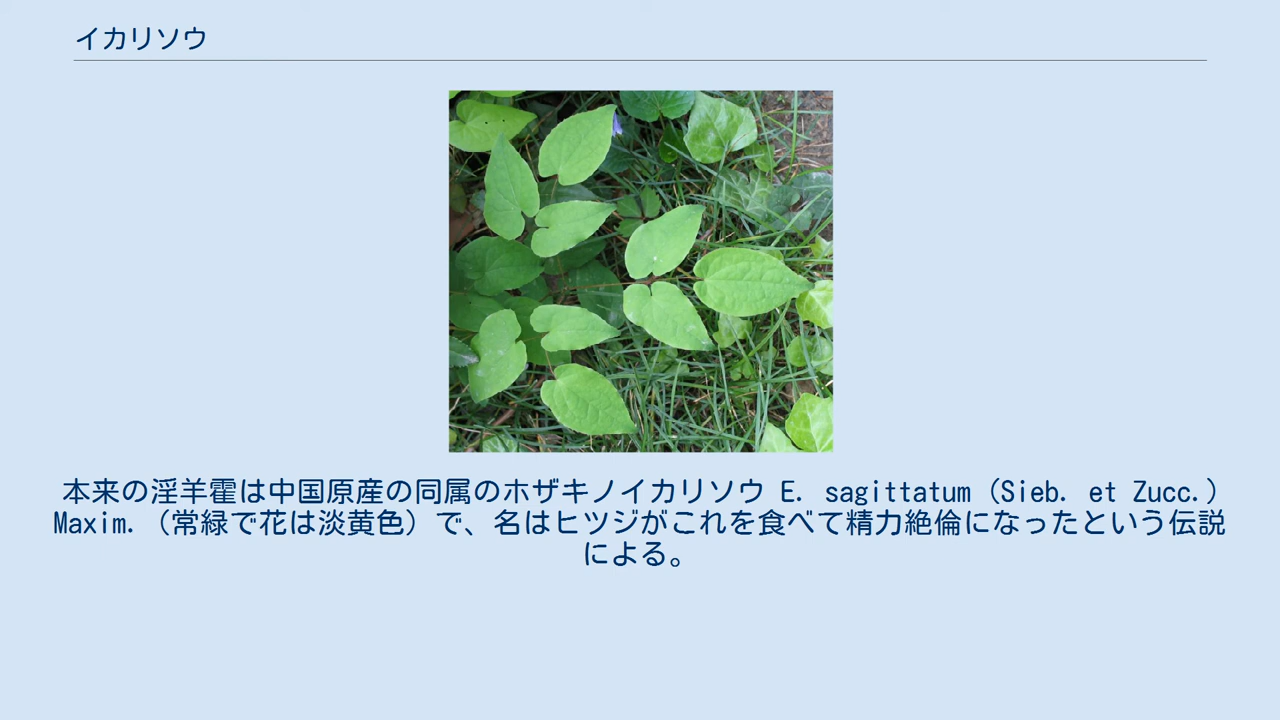 イカリソウ
本来の淫羊霍は中国原産の同属のホザキノイカリソウ E. sagittatum（Sieb. et Zucc.）
Maxim.（常緑で花は淡黄色）で、名はヒツジがこれを食べて精力絶倫になったという伝説
による。